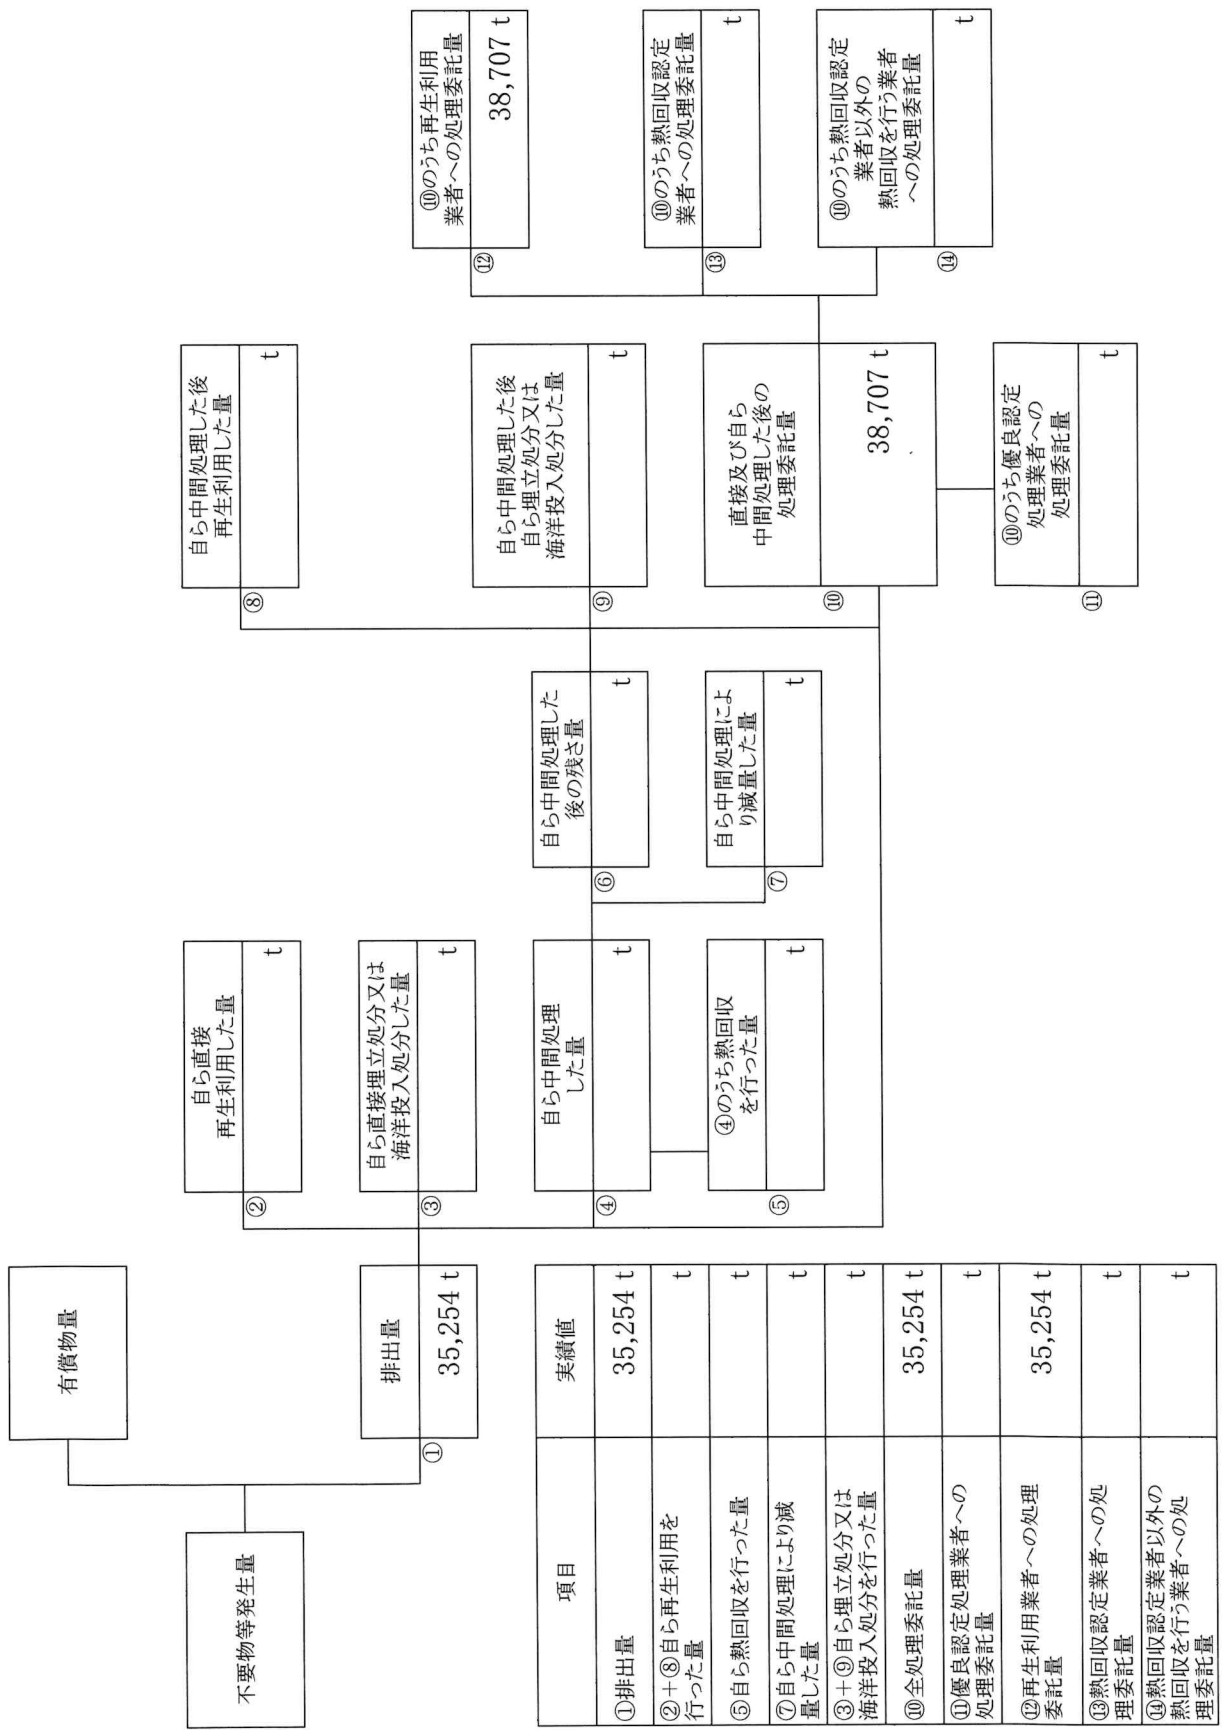 有償物量
不要物等発生量
①
排出量
35,254 t
②
自ら直接
再生利用した量
t
③
自ら直接埋立処分又は
海洋投入処分した量
t
④
自ら中間処理
した量
t
⑤
④のうち熱回収
を行った量
t
⑥
自ら中間処理した
後の残さ量
t
⑦
自ら中間処理によ
り減量した量
t
⑧
自ら中間処理した後
再生利用した量
t
⑨
自ら中間処理した後
自ら埋立処分又は
海洋投入処分した量
t
⑩
直接及び自ら
中間処理した後の
処理委託量
38,707 t
⑪
⑩のうち優良認定
処理業者への
処理委託量
t
⑫
⑩のうち再生利用
業者への処理委託量
38,707 t
⑬
⑩のうち熱回収認定
業者への処理委託量
t
⑭
⑩のうち熱回収認定
業者以外の
熱回収を行う業者
への処理委託量
t
項目
実績値
①排出量
35,254 t
②＋⑧自ら再生利用を
行った量
t
⑤自ら熱回収を行った量
t
⑦自ら中間処理により減
量した量
t
③＋⑨自ら埋立処分又は
海洋投入処分を行った量
t
⑩全処理委託量
35,254 t
⑪優良認定処理業者への
処理委託量
t
⑫再生利用業者への処理
委託量
35,254 t
⑬熱回収認定業者への処
理委託量
t
⑭熱回収認定業者以外の
熱回収を行う業者への処
理委託量
t